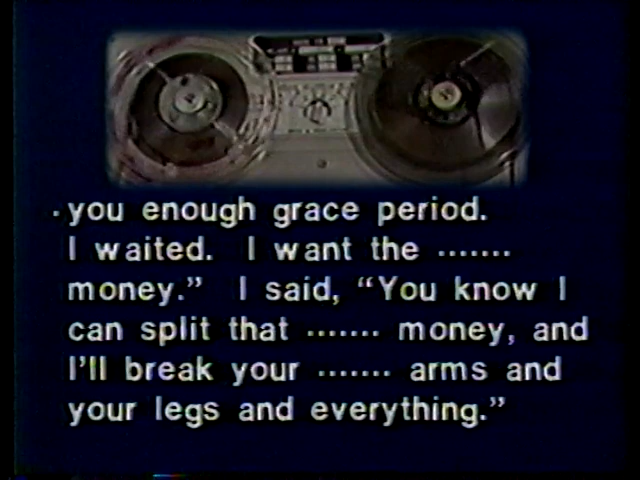 you enough grace period.
I waited.  I want the .......
money.”  I said, “You know I
can split that ....... money, and
I’ll break your ....... arms and
your legs and everything.”